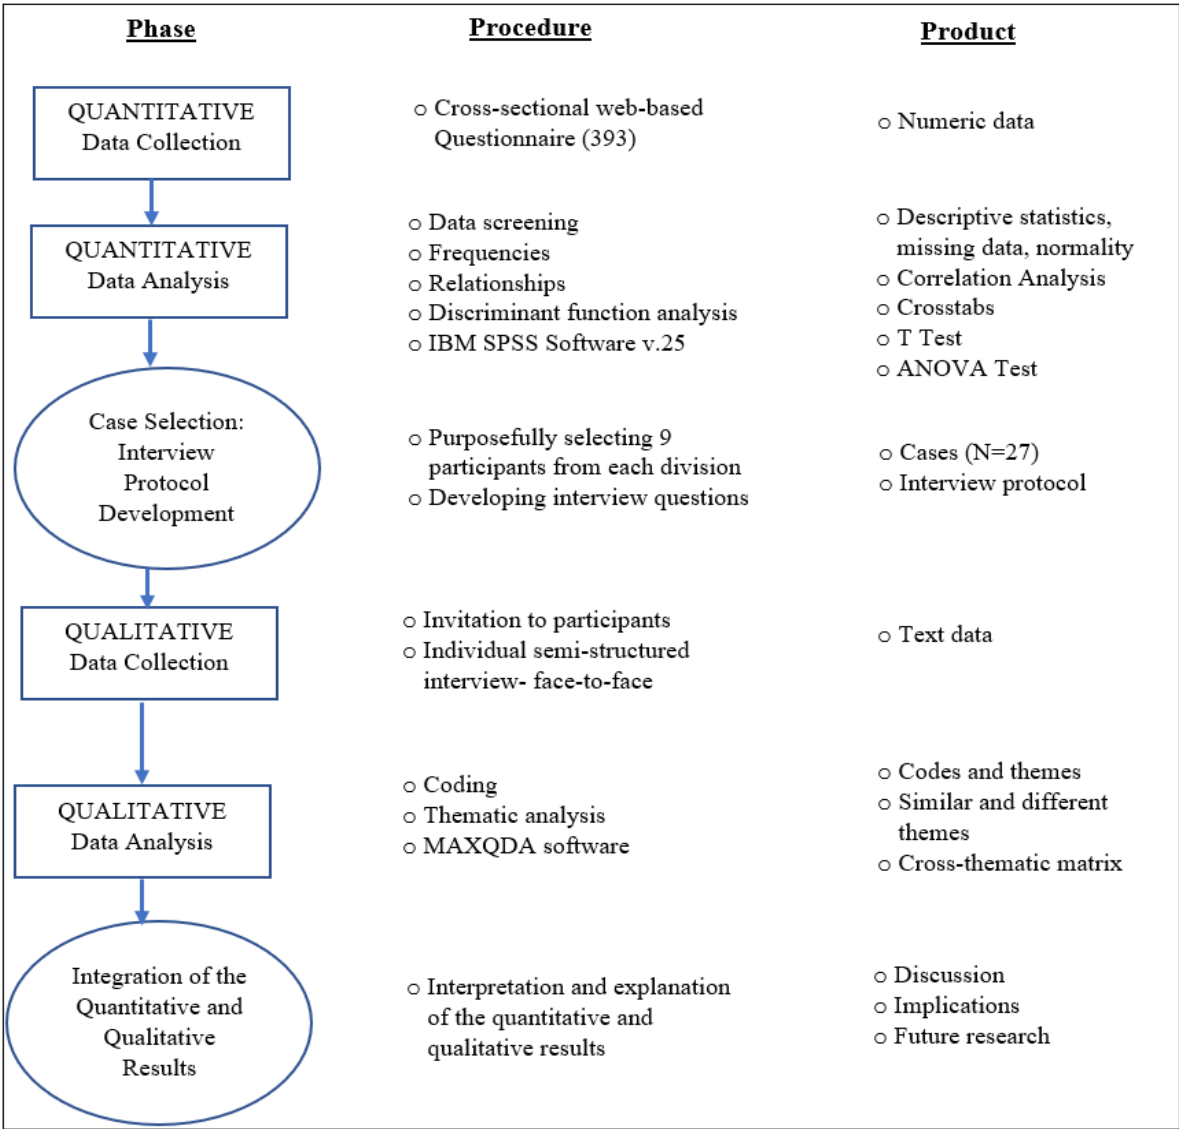 Phase
Procedure
Product
QUANTITATIVE
Data Collection
○ Cross-sectional web-based
Questionnaire (393)
○ Numeric data
QUANTITATIVE
Data Analysis
○ Data screening
○ Frequencies
○ Relationships
○ Discriminant function analysis
○ IBM SPSS Software v.25
○ Descriptive statistics,
missing data, normality
○ Correlation Analysis
○ Crosstabs
○ T Test
○ ANOVA Test
Case Selection:
Interview
Protocol
Development
○ Purposefully selecting 9
participants from each division
○ Developing interview questions
○ Cases (N=27)
○ Interview protocol
QUALITATIVE
Data Collection
○ Invitation to participants
○ Individual semi-structured
interview- face-to-face
○ Text data
QUALITATIVE
Data Analysis
○ Coding
○ Thematic analysis
○ MAXQDA software
○ Codes and themes
○ Similar and different
themes
○ Cross-thematic matrix
Integration of the
Quantitative and
Qualitative
Results
○ Interpretation and explanation
of the quantitative and
qualitative results
○ Discussion
○ Implications
○ Future research